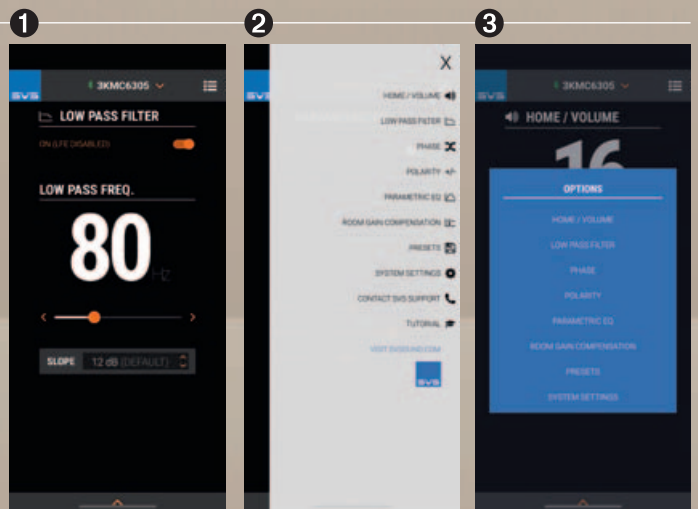 1
SVS
3KMC6305
LOW PASS FILTER
ON (LFE DISABLED)
LOW PASS FREQ.
80 HZ
SLOPE 12 dB (DEFAULT)
2
X
SVS
HOME / VOLUME
LOW PASS FILTER
PHASE
POLARITY +/-
PARAMETRIC EQ
ROOM GAIN COMPENSATION
PRESETS
SYSTEM SETTINGS
CONTACT SVS SUPPORT
TUTORIAL
VISIT SVSOUND.COM
SVS
3
SVS
3KMC6305
HOME / VOLUME
16
OPTIONS
HOME / VOLUME
LOW PASS FILTER
PHASE
POLARITY
PARAMETRIC EQ
ROOM GAIN COMPENSATION
PRESETS
SYSTEM SETTINGS